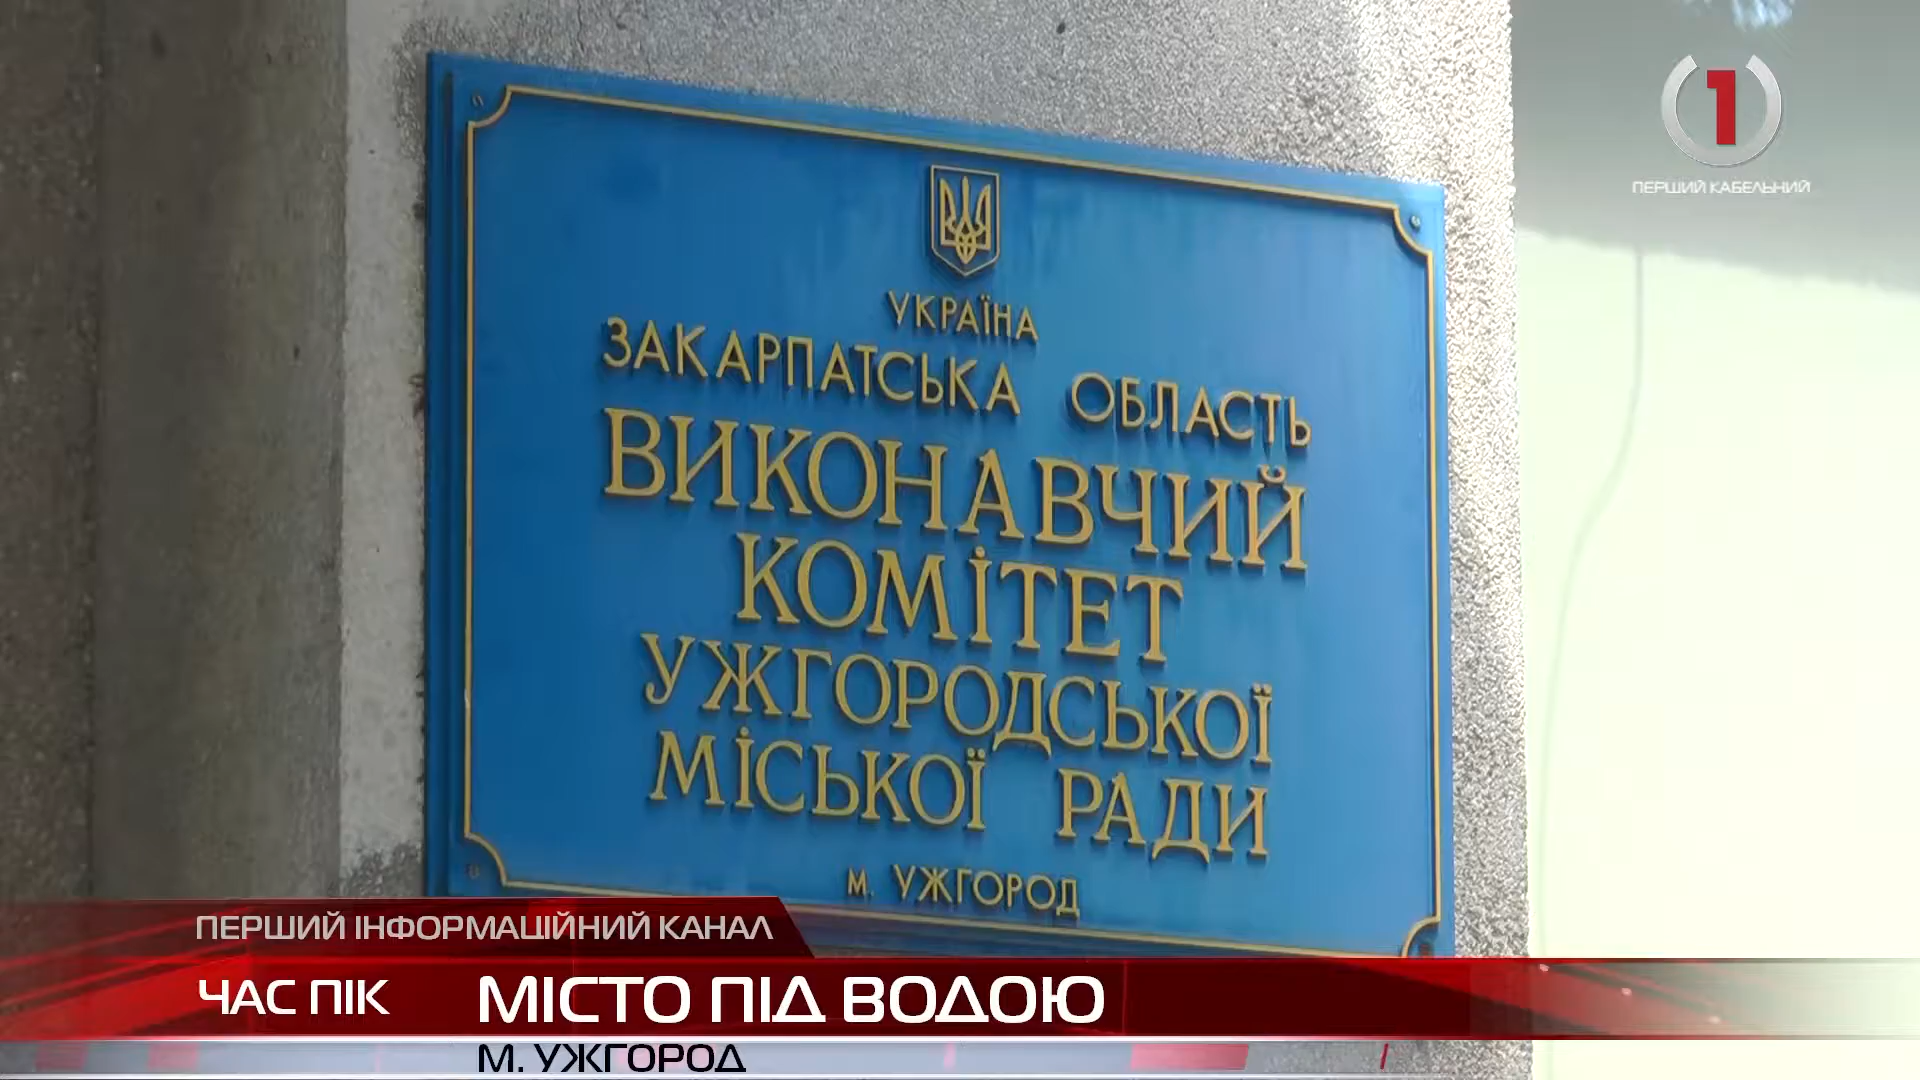 1
ПЕРШИЙ КАБЕЛЬНИЙ
УКРАЇНА
ЗАКАРПАТСЬКА ОБЛАСТЬ
ВИКОНАВЧИЙ
КОМІТЕТ
УЖГОРОДСЬКОЇ
МІСЬКОЇ РАДИ
м. УЖГОРОД
ПЕРШИЙ ІНФОРМАЦІЙНИЙ КАНАЛ
ЧАС ПІК МІСТО ПІД ВОДОЮ
М. УЖГОРОД